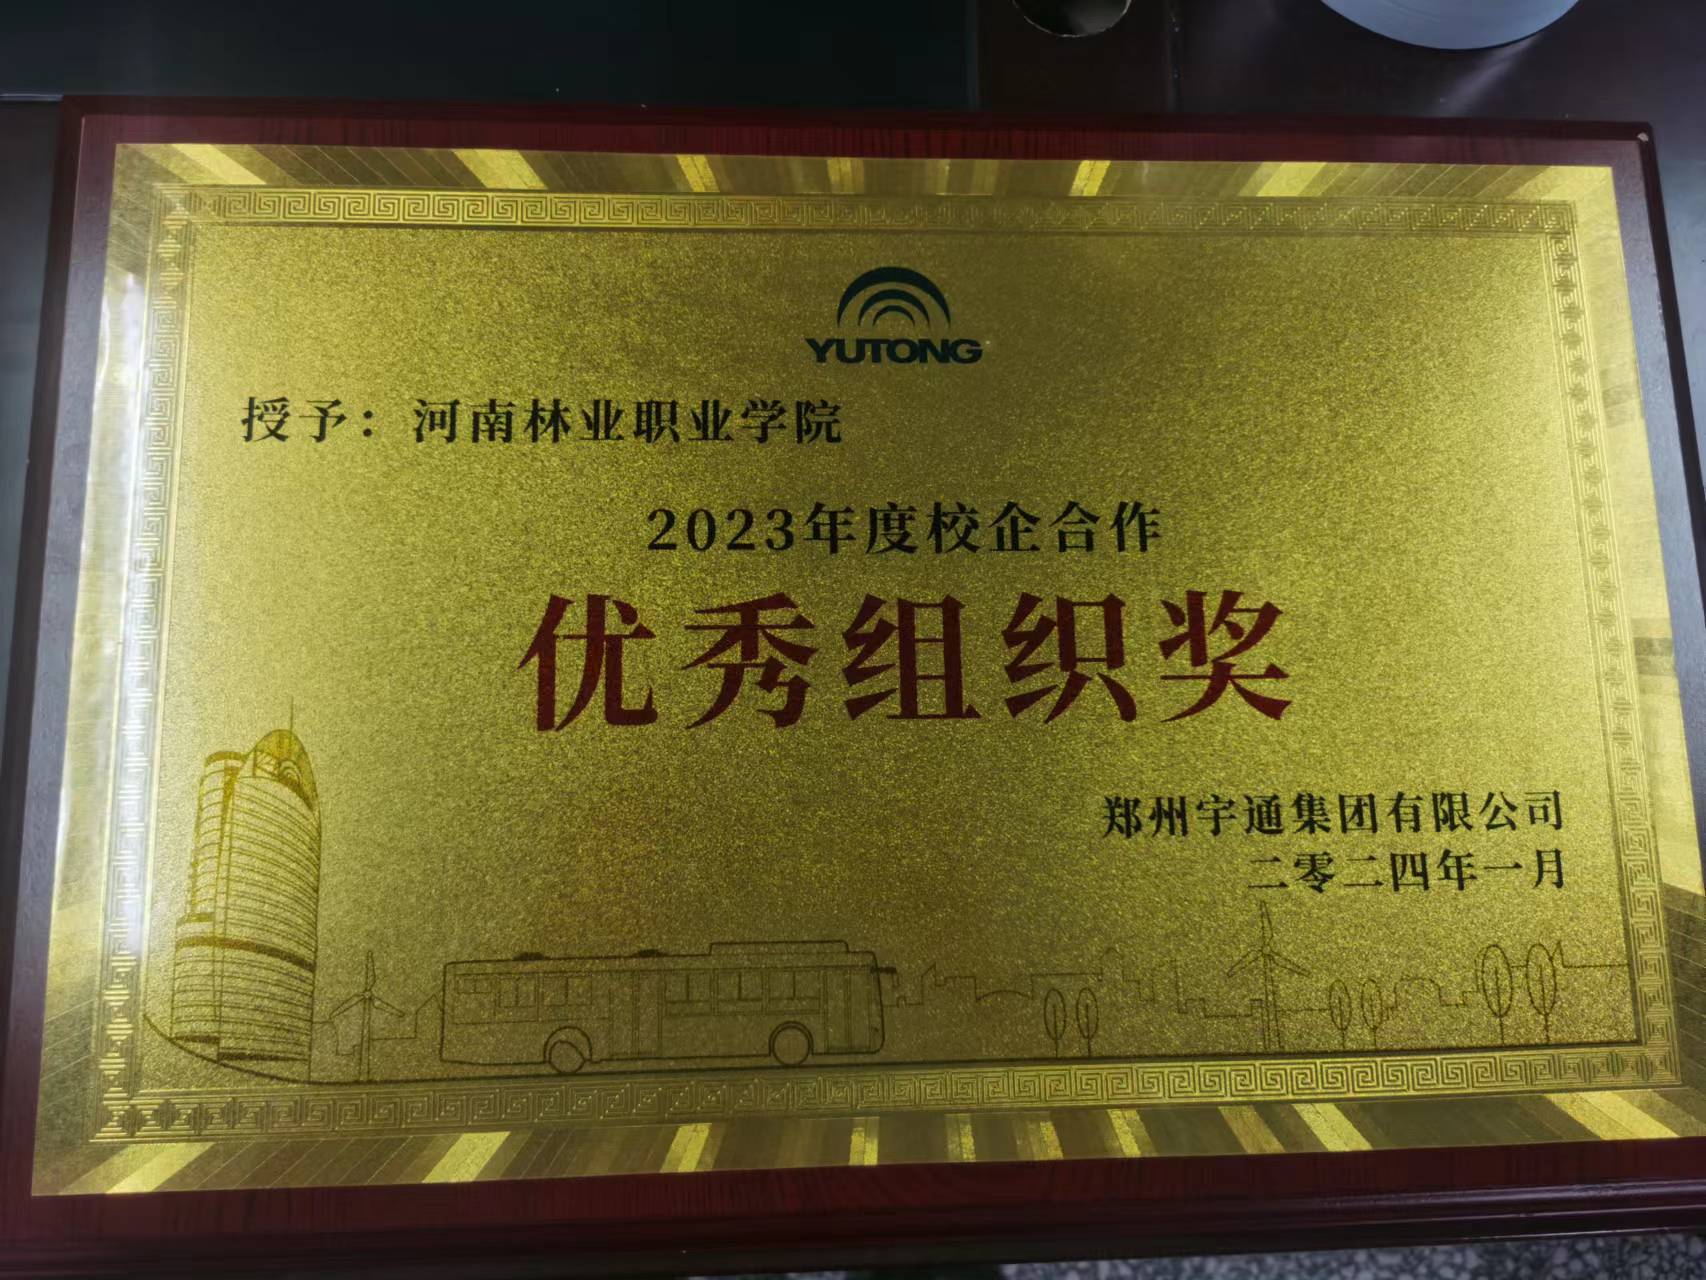 YUTONG
授予：河南林业职业学院
2023年度校企合作
优秀组织奖
郑州宇通集团有限公司
二零二四年一月